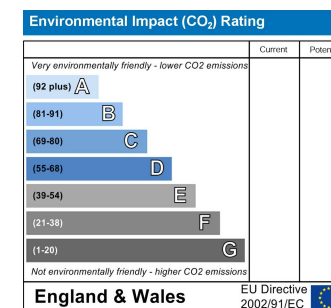 Environmental Impact (CO₂) Rating
Current Poten
Very environmentally friendly - lower CO2 emissions
(92 plus) A
(81-91) B
(69-80) C
(55-68) D
(39-54) E
(21-38) F
(1-20) G
Not environmentally friendly - higher CO2 emissions
England & Wales
EU Directive
2002/91/EC